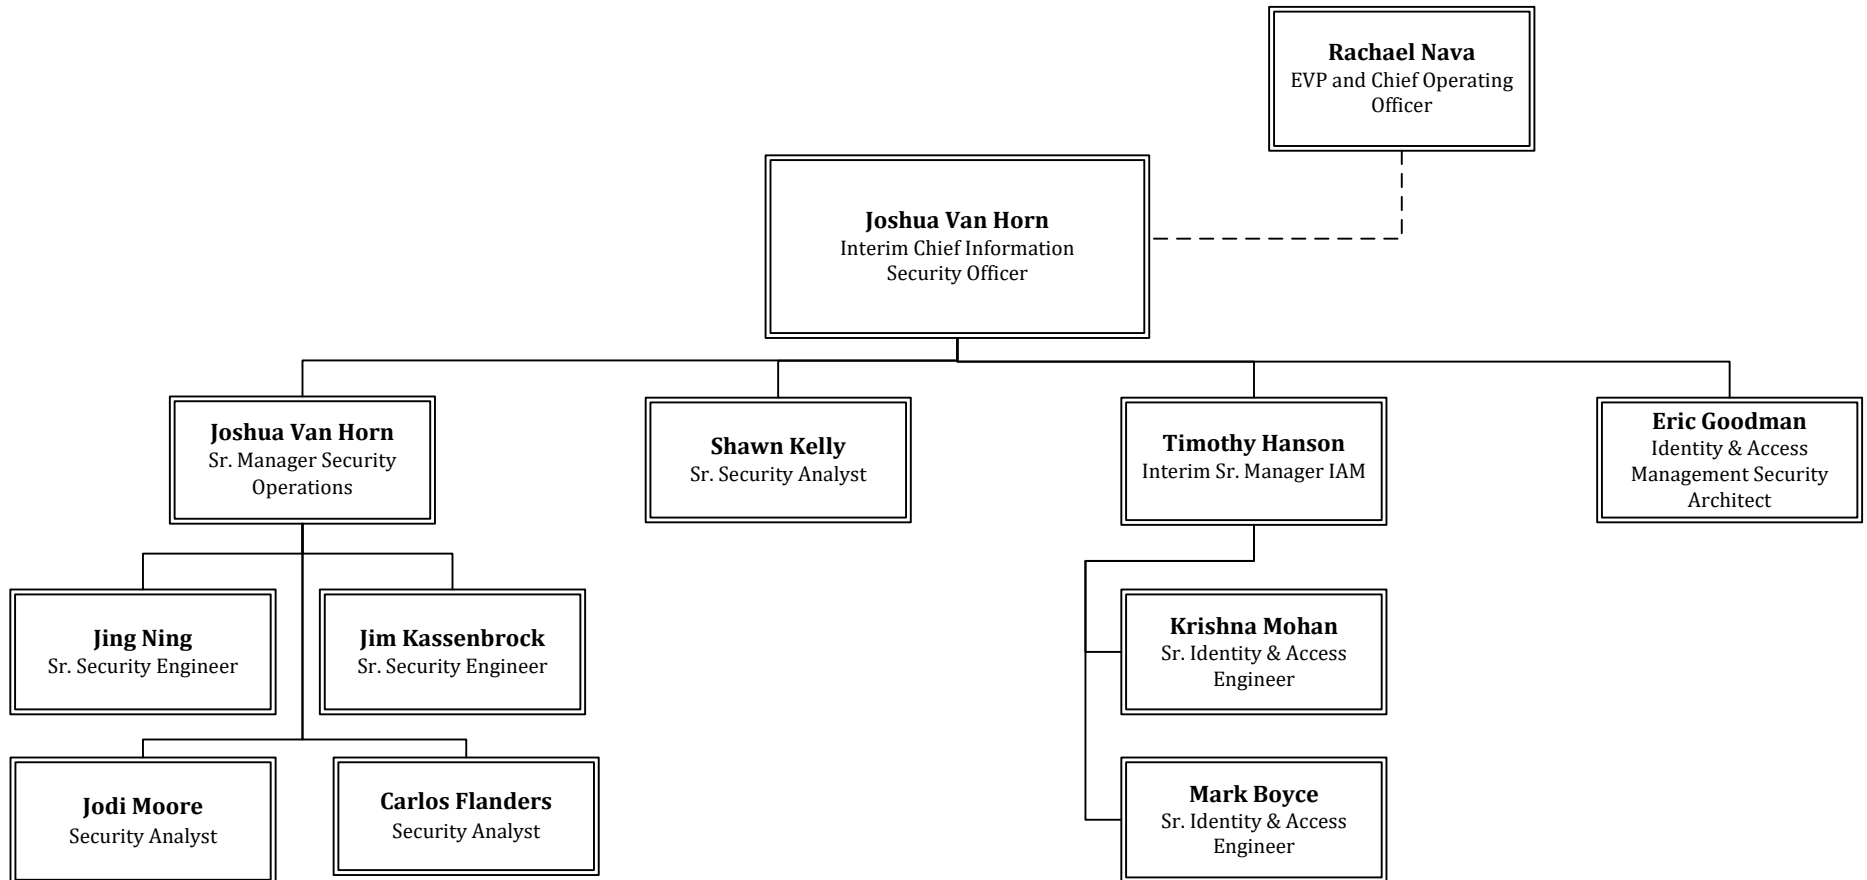 Rachael Nava
EVP and Chief Operating
Officer
Joshua Van Horn
Interim Chief Information
Security Officer
Joshua Van Horn
Sr. Manager Security
Operations
Shawn Kelly
Sr. Security Analyst
Timothy Hanson
Interim Sr. Manager IAM
Eric Goodman
Identity & Access
Management Security
Architect
Jing Ning
Sr. Security Engineer
Jim Kassenbrock
Sr. Security Engineer
Krishna Mohan
Sr. Identity & Access
Engineer
Jodi Moore
Security Analyst
Carlos Flanders
Security Analyst
Mark Boyce
Sr. Identity & Access
Engineer